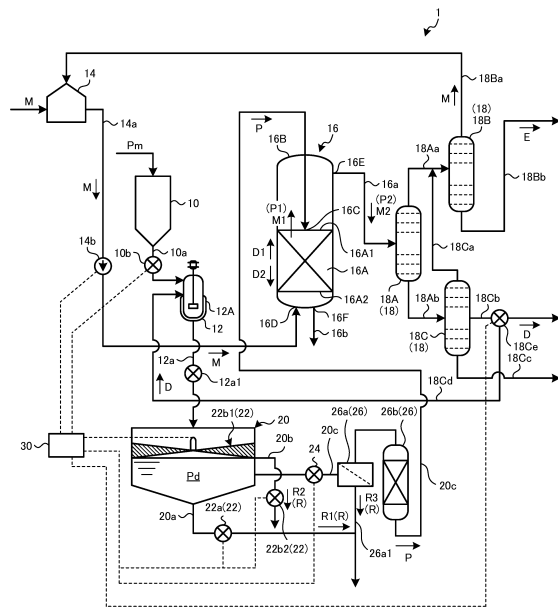 1
14
M
14a
18Ba
M
(18)
18B
E
18Bb
Pm
P
16
16B
16E
18Aa
16a
(P2)
M2
(P1)
M1
16C
M
10
10a
10b
14b
16A1
D1
D2
16A
16A2
18Ca
12A
12
16D
16F
16b
18A
(18)
18Ab
18Cb
18C
(18)
D
18Ce
18Cc
12a
M
12a1
D
18Cd
22b1(22)
20
20b
24
20c
26a(26)
26b(26)
30
Pd
R2
(R)
R3
(R)
20c
20a
22a(22)
22b2(22)
R1(R)
26a1
P